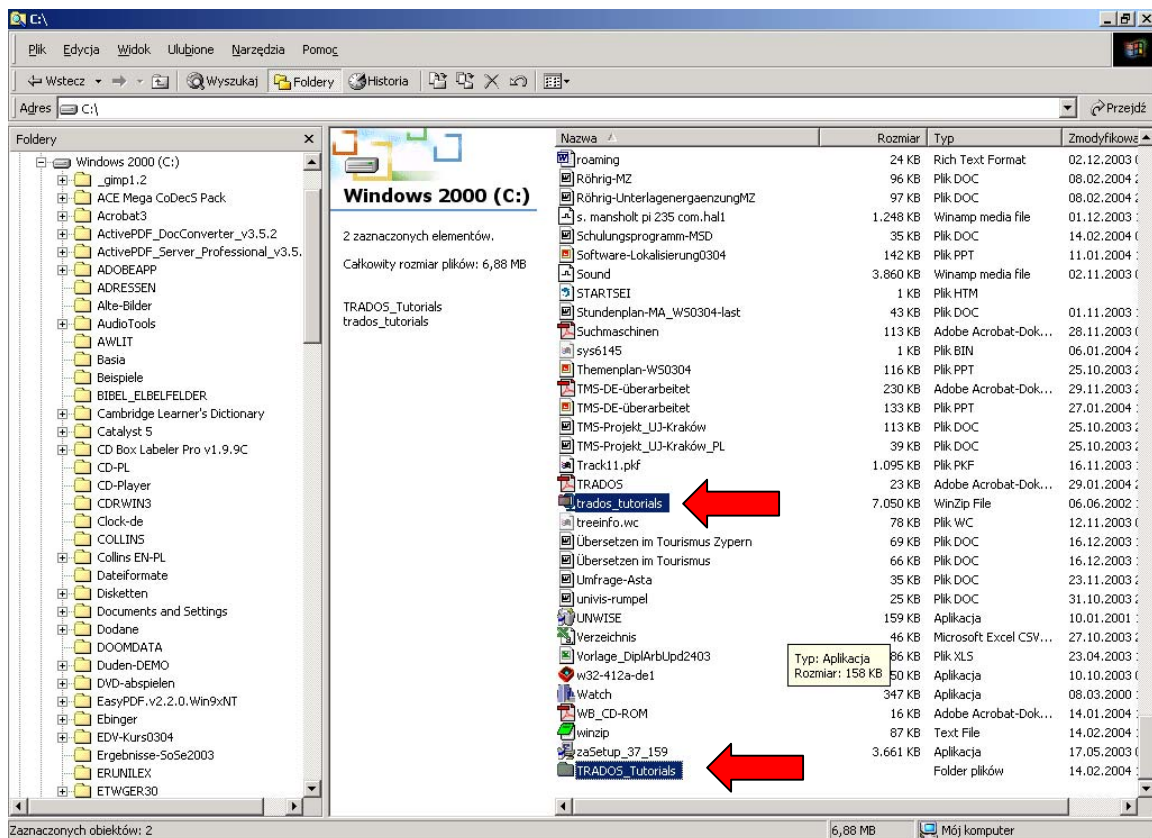 C:\
Plik Edycja Widok Ulubione Narzędzia Pomoc
Wstecz Wyszukaj Foldery Historia
Adres C:\ Przejdź
Foldery
Windows 2000 (C:)
_gimp1.2
ACE Mega CoDecS Pack
Acrobat3
ActivePDF_DocConverter_v3.5.2
ActivePDF_Server_Professional_v3.5.
ADOBEAPP
ADRESSEN
Alte-Bilder
AudioTools
AWLIT
Basia
Beispiele
BIBEL_ELBELFELDER
Cambridge Learner's Dictionary
Catalyst 5
CD Box Labeler Pro v1.9.9C
CD-PL
CD-Player
CDRWIN3
Clock-de
COLLINS
Collins EN-PL
Dateiformate
Disketten
Documents and Settings
Dodane
DOOMDATA
Duden-DEMO
DVD-abspielen
EasyPDF.v2.2.0.Win9xNT
Ebinger
EDV-Kurs0304
Ergebnisse-SoSe2003
ERUNILEX
ETWGER30
Windows 2000 (C:)
2 zaznaczonych elementów.
Całkowity rozmiar plików: 6,88 MB
TRADOS_Tutorials
trados_tutorials
Nazwa Rozmiar Typ Zmodyfikowa
roaming 24 KB Rich Text Format 02.12.2003
Röhrig-MZ 96 KB Plik DOC 08.02.2004
Röhrig-UnterlagenergaenzungMZ 97 KB Plik DOC 08.02.2004
s. mansholt pi 235 com.hal1 1.248 KB Winamp media file 01.12.2003
Schulungsprogramm-MSD 35 KB Plik DOC 14.02.2004
Software-Lokalisierung0304 142 KB Plik PPT 11.01.2004
Sound 3.860 KB Winamp media file 02.11.2003
STARTSEI 1 KB Plik HTM
Stundenplan-MA_WS0304-last 43 KB Plik DOC 01.11.2003
Suchmaschinen 113 KB Adobe Acrobat-Dok... 28.11.2003
sys6145 1 KB Plik BIN 06.01.2004
Themenplan-WS0304 116 KB Plik PPT 25.10.2003
TMS-DE-überarbeitet 230 KB Adobe Acrobat-Dok... 29.11.2003
TMS-DE-überarbeitet 133 KB Plik PPT 27.01.2004
TMS-Projekt_UJ-Kraków 113 KB Plik DOC 25.10.2003
TMS-Projekt_UJ-Kraków_PL 39 KB Plik DOC 25.10.2003
Track11.pkf 1.095 KB Plik PKF 16.11.2003
TRADOS 23 KB Adobe Acrobat-Dok... 29.01.2004
trados_tutorials 7.050 KB WinZip File 06.06.2002
treeinfo.wc 78 KB Plik WC 12.11.2003
Übersetzen im Tourismus Zypern 69 KB Plik DOC 16.12.2003
Übersetzen im Tourismus 66 KB Plik DOC 16.12.2003
Umfrage-Asta 35 KB Plik DOC 23.11.2003
univis-rumpel 25 KB Plik DOC 31.10.2003
UNWISE 159 KB Aplikacja 10.01.2001
Verzeichnis 46 KB Microsoft Excel CSV... 27.10.2003
Vorlage_DiplArbUpd2403 86 KB Plik XLS 23.04.2003
Typ: Aplikacja
Rozmiar: 158 KB
w32-412a-de1 50 KB Aplikacja 10.10.2003
Watch 347 KB Aplikacja 08.03.2000
WB_CD-ROM 16 KB Adobe Acrobat-Dok... 14.01.2004
winzip 87 KB Text File 14.02.2004
zaSetup_37_159 3.661 KB Aplikacja 17.05.2003
TRADOS_Tutorials Folder plików 14.02.2004
Zaznaczonych obiektów: 2 6,88 MB Mój komputer